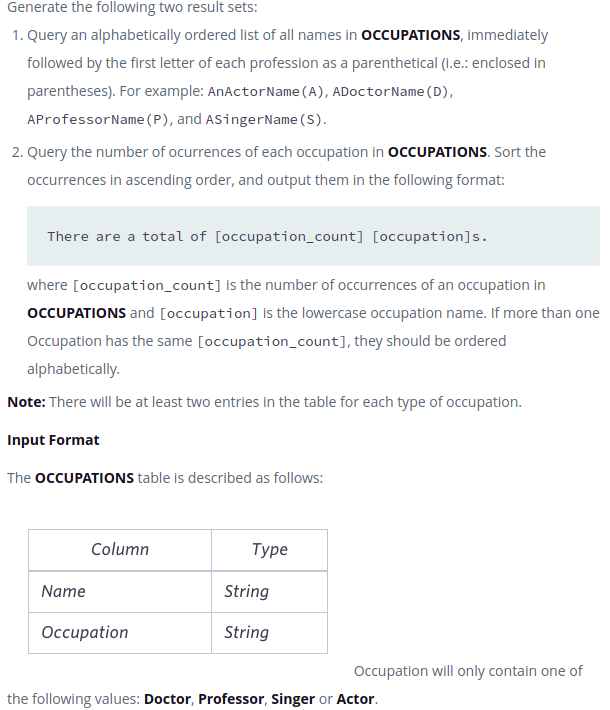 Generate the following two result sets:
1. Query an alphabetically ordered list of all names in OCCUPATIONS, immediately
followed by the first letter of each profession as a parenthetical (i.e.: enclosed in
parentheses). For example: AnActorName(A), ADoctorName(D),
AProfessorName(P), and ASingerName(S).
2. Query the number of ocurrences of each occupation in OCCUPATIONS. Sort the
occurrences in ascending order, and output them in the following format:
There are a total of [occupation_count] [occupation]s.
where [occupation_count] is the number of occurrences of an occupation in
OCCUPATIONS and [occupation] is the lowercase occupation name. If more than one
Occupation has the same [occupation_count], they should be ordered
alphabetically.
Note: There will be at least two entries in the table for each type of occupation.
Input Format
The OCCUPATIONS table is described as follows:
Column Type
Name String
Occupation String
Occupation will only contain one of
the following values: Doctor, Professor, Singer or Actor.